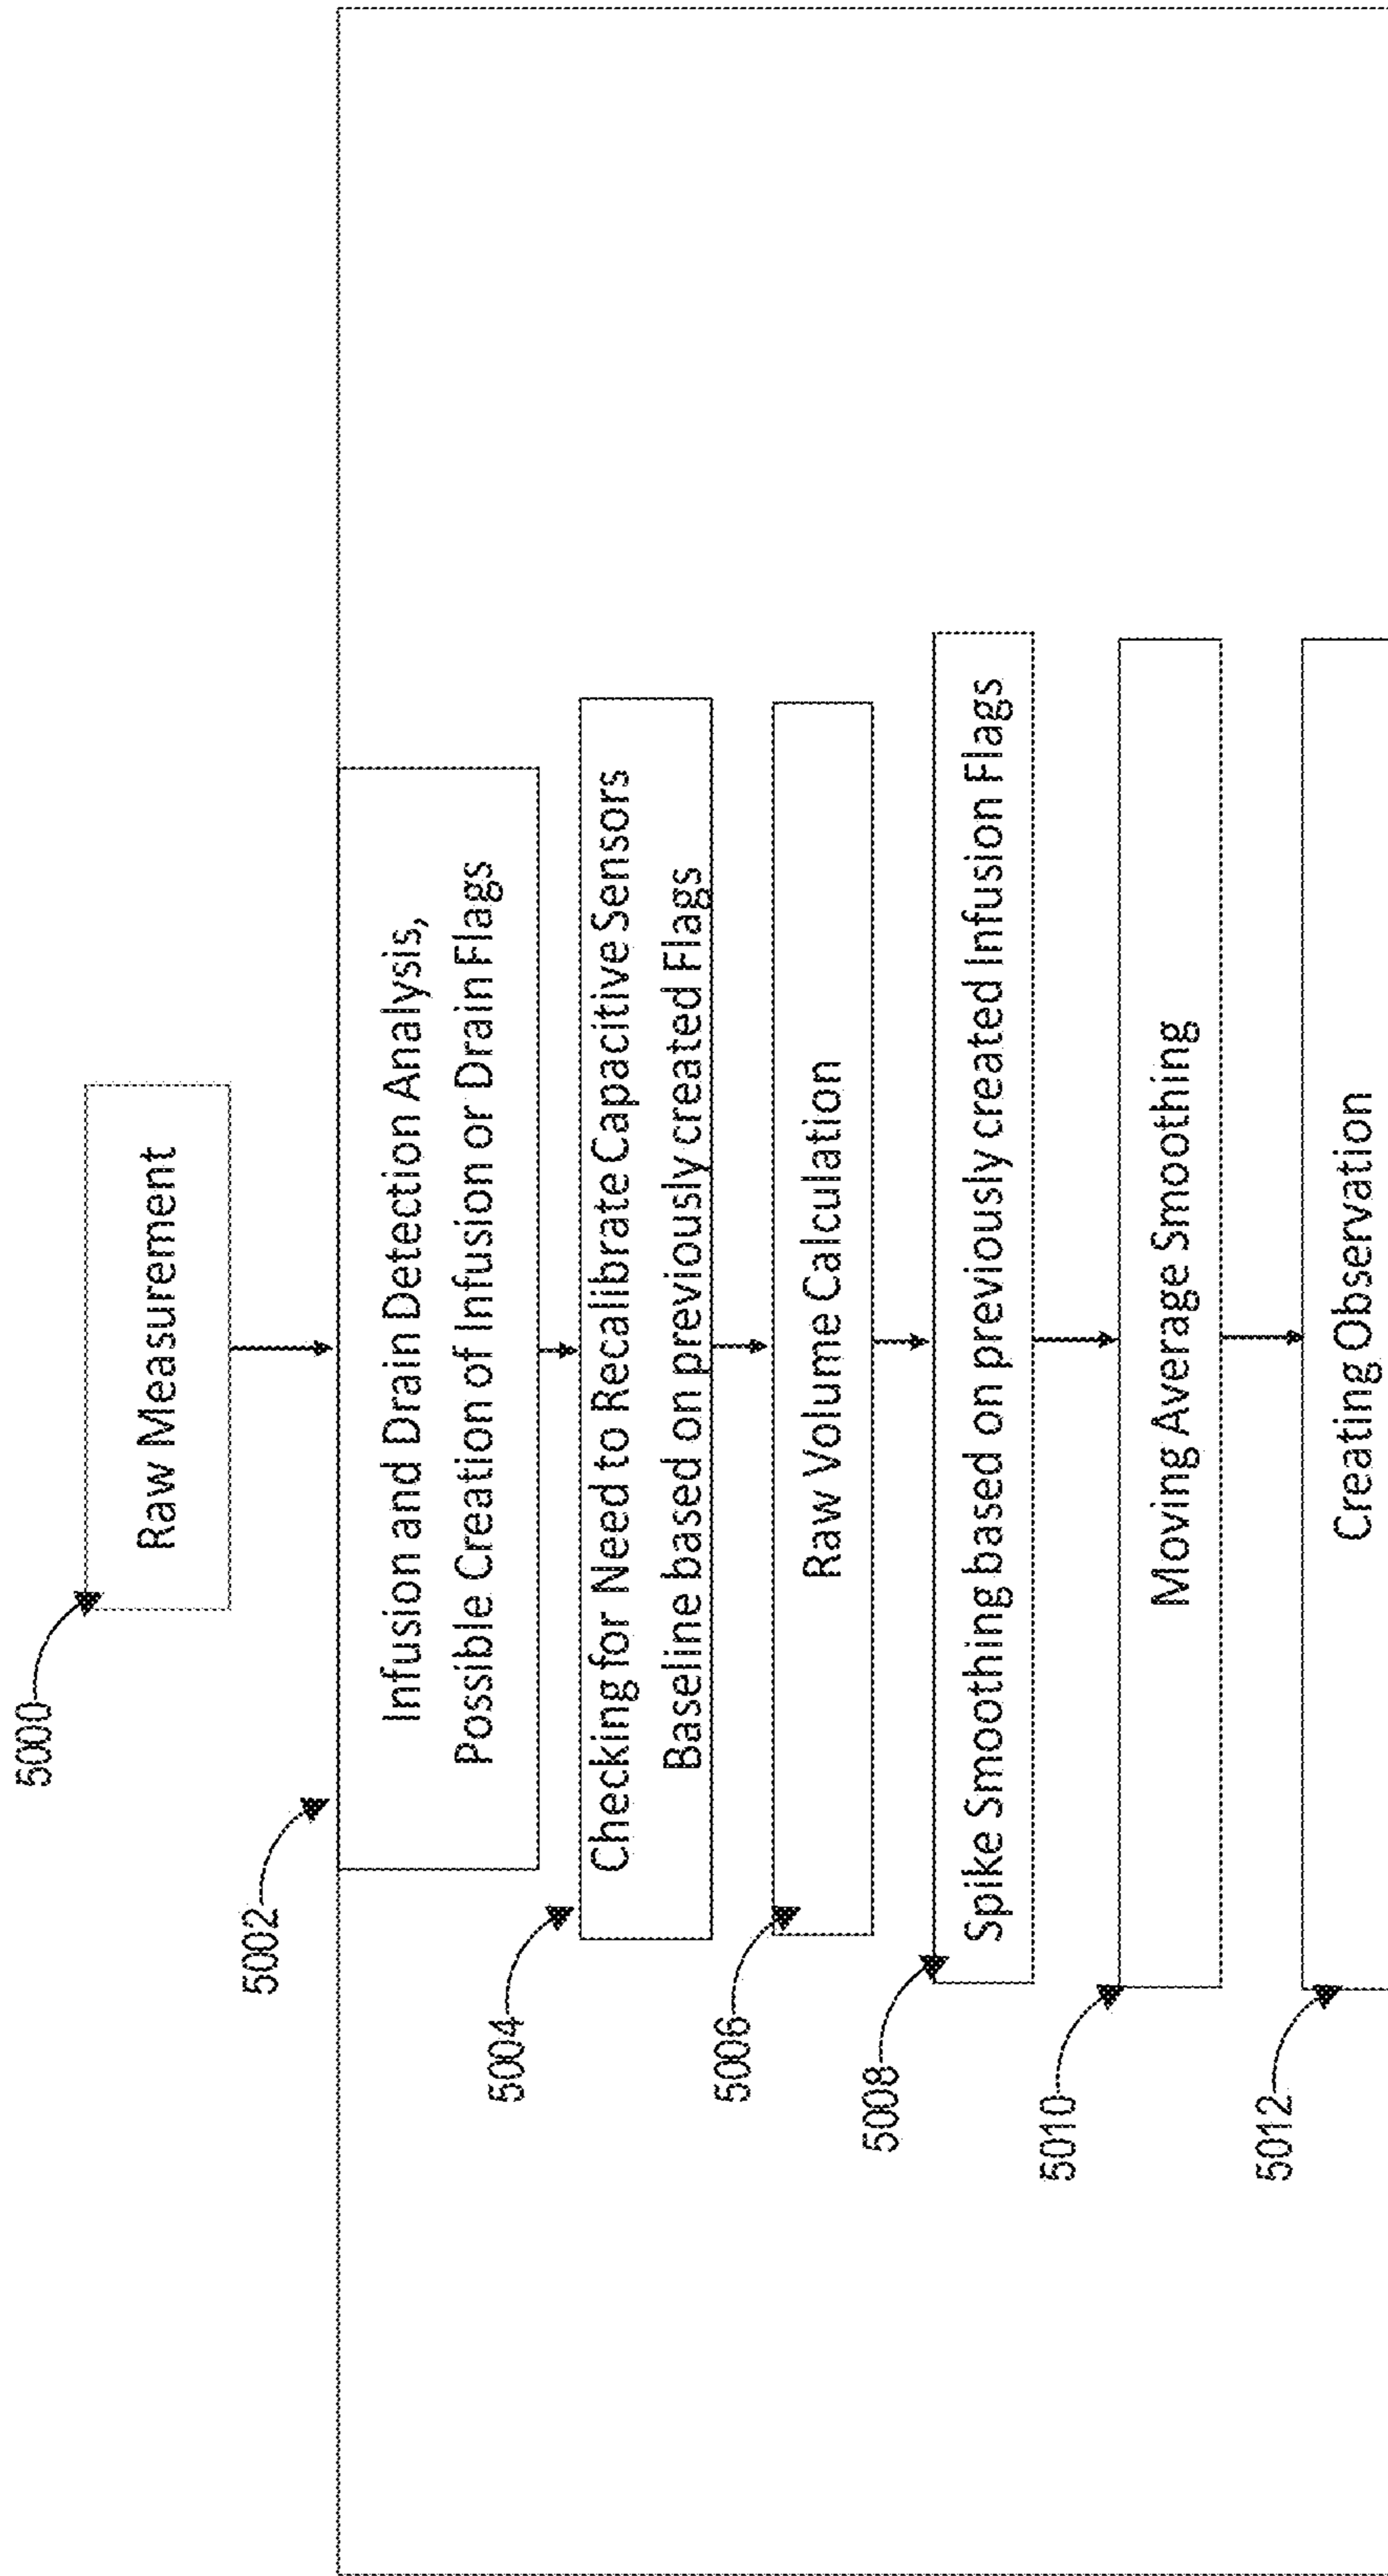 5000
Raw Measurement
5002
Infusion and Drain Detection Analysis,
Possible Creation of Infusion or Drain Flags
5004
Checking for Need to Recalibrate Capacitive Sensors
Baseline based on previously created Flags
5006
Raw Volume Calculation
5008
Spike Smoothing based on previously created Infusion Flags
5010
Moving Average Smoothing
5012
Creating Observation